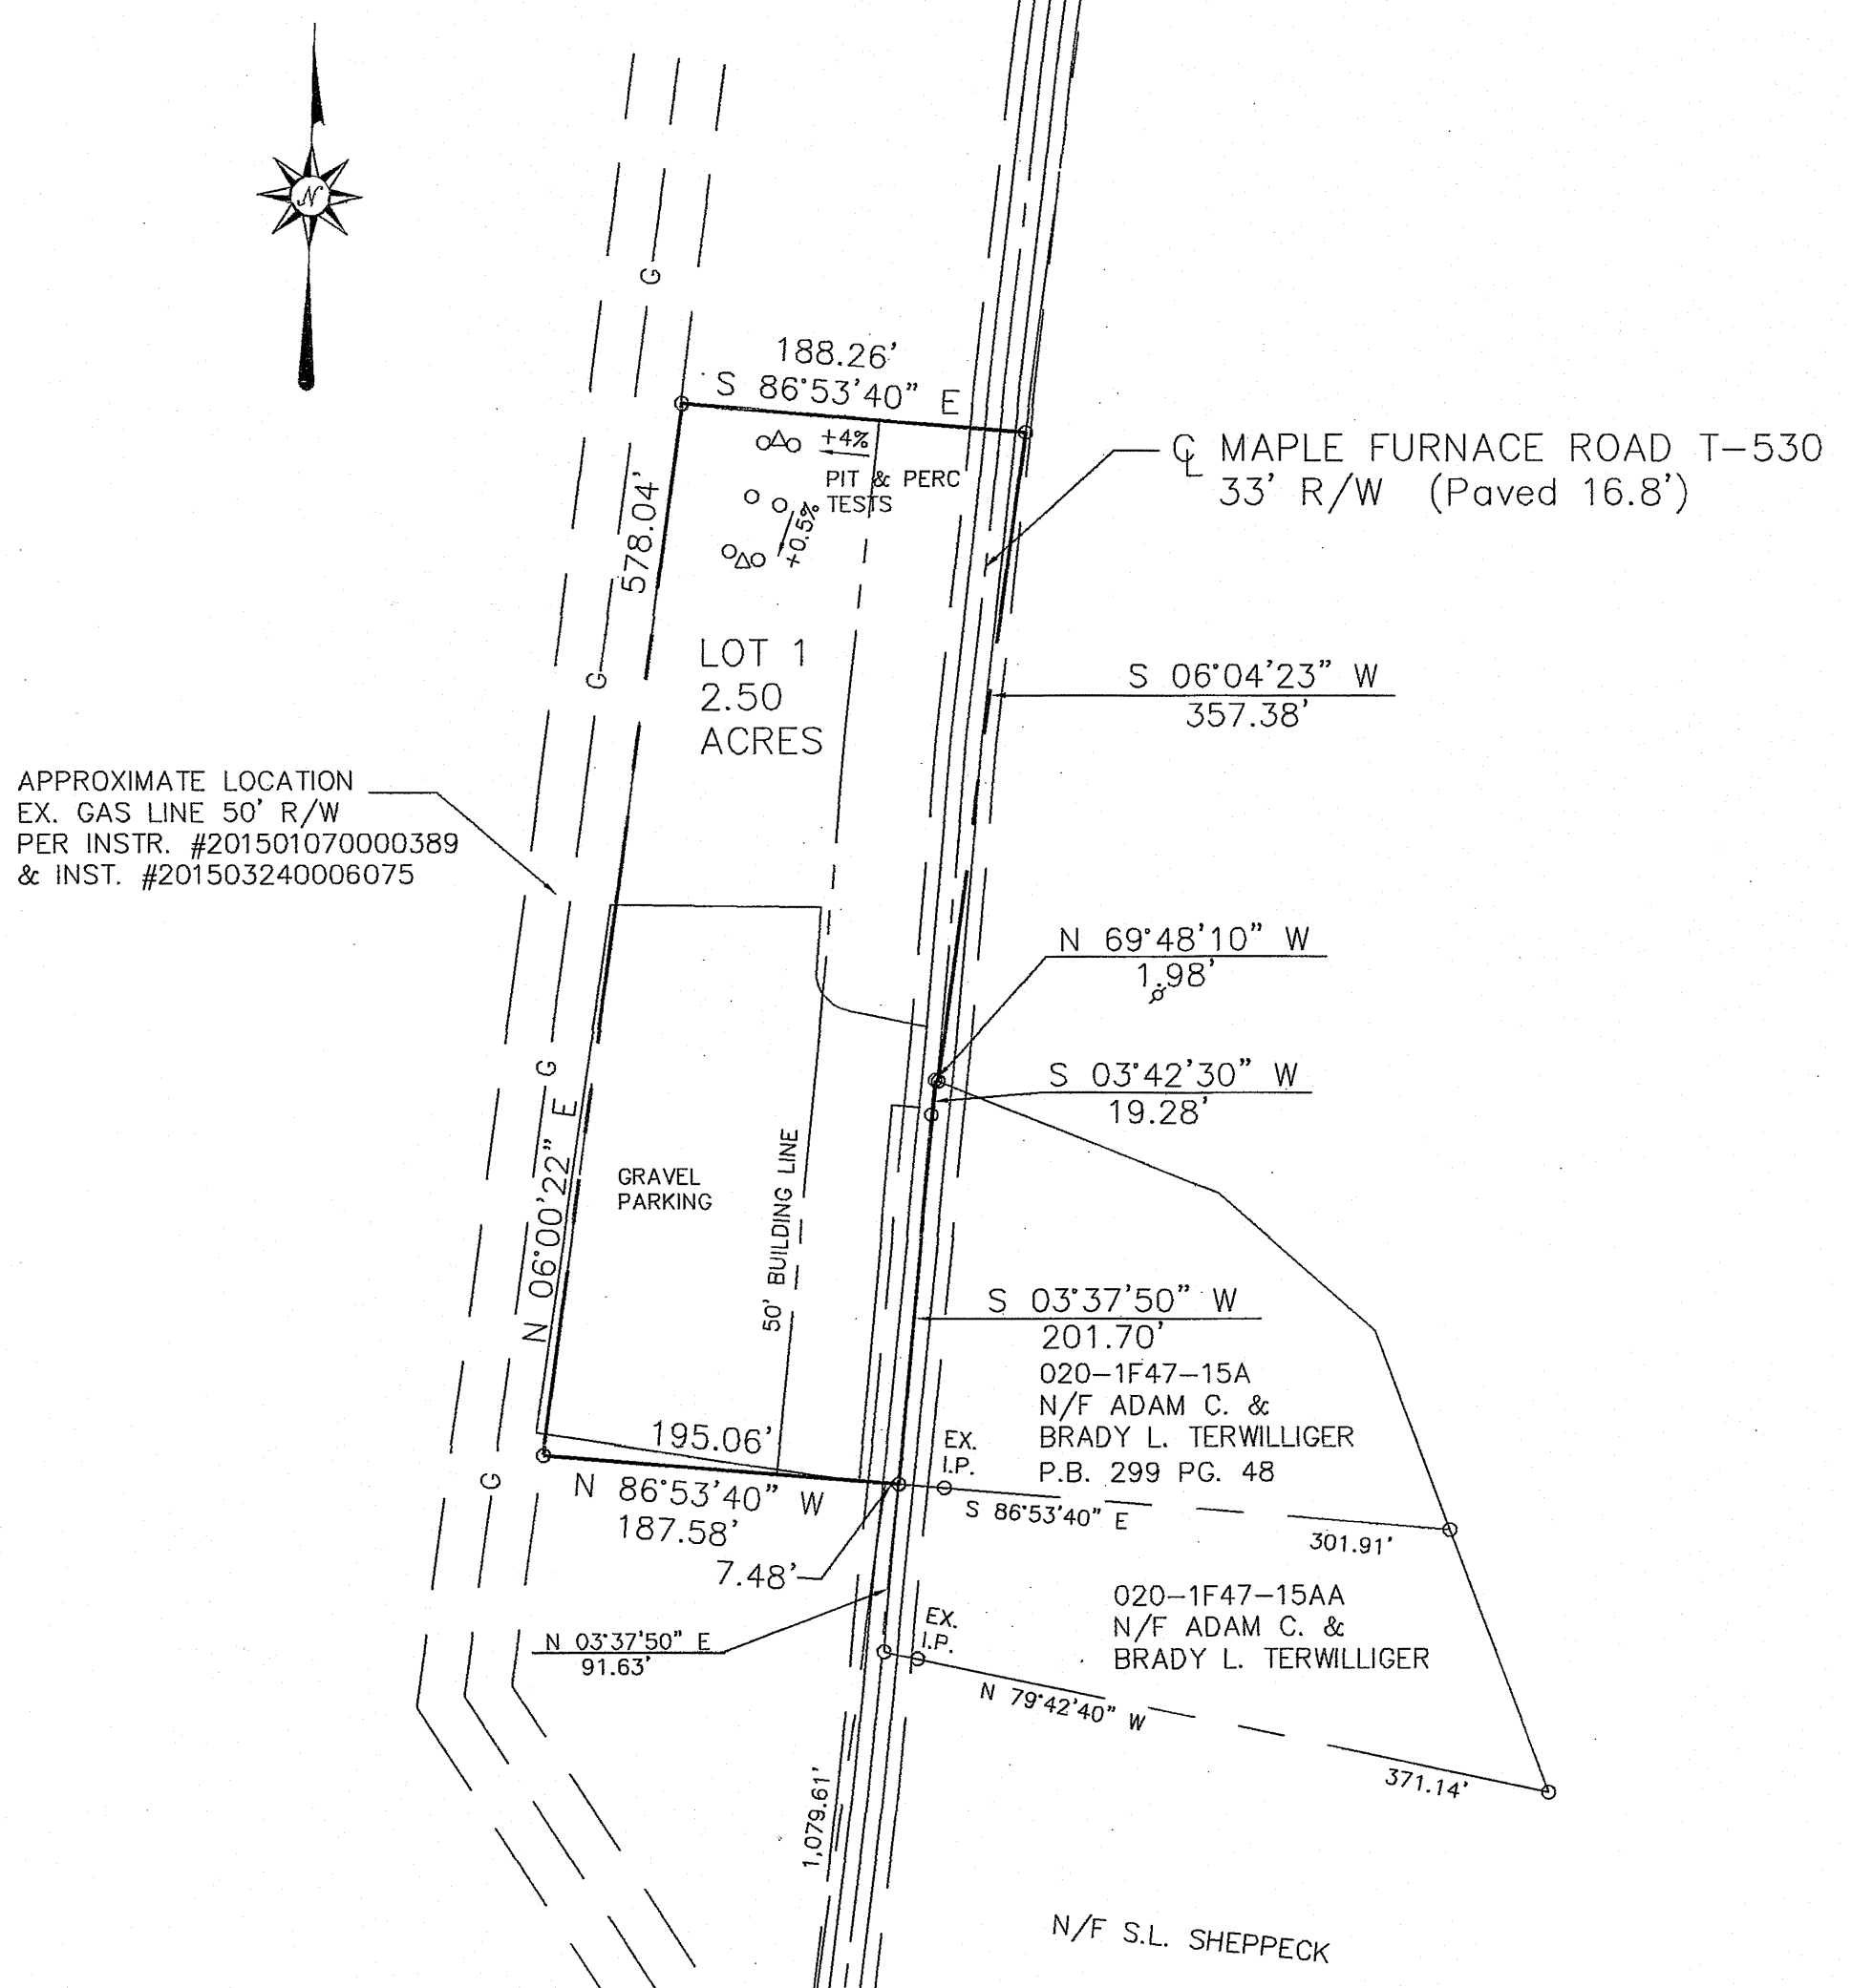 N
G
188.26'
S 86°53'40" E
+4%
PIT & PERC
TESTS
+0.5%
578.04'
℄ MAPLE FURNACE ROAD T-530
33' R/W (Paved 16.8')
LOT 1
2.50
ACRES
G
S 06°04'23" W
357.38'
APPROXIMATE LOCATION
EX. GAS LINE 50' R/W
PER INSTR. #201501070000389
& INST. #201503240006075
N 69°48'10" W
1.98'
G
S 03°42'30" W
19.28'
N 06°00'22" E
GRAVEL
PARKING
50' BUILDING LINE
S 03°37'50" W
201.70'
020-1F47-15A
N/F ADAM C. &
BRADY L. TERWILLIGER
P.B. 299 PG. 48
EX.
I.P.
195.06'
G
N 86°53'40" W
187.58'
7.48'
S 86°53'40" E
301.91'
N 03°37'50" E
91.63'
EX.
I.P.
020-1F47-15AA
N/F ADAM C. &
BRADY L. TERWILLIGER
N 79°42'40" W
371.14'
1,079.61'
N/F S.L. SHEPPECK